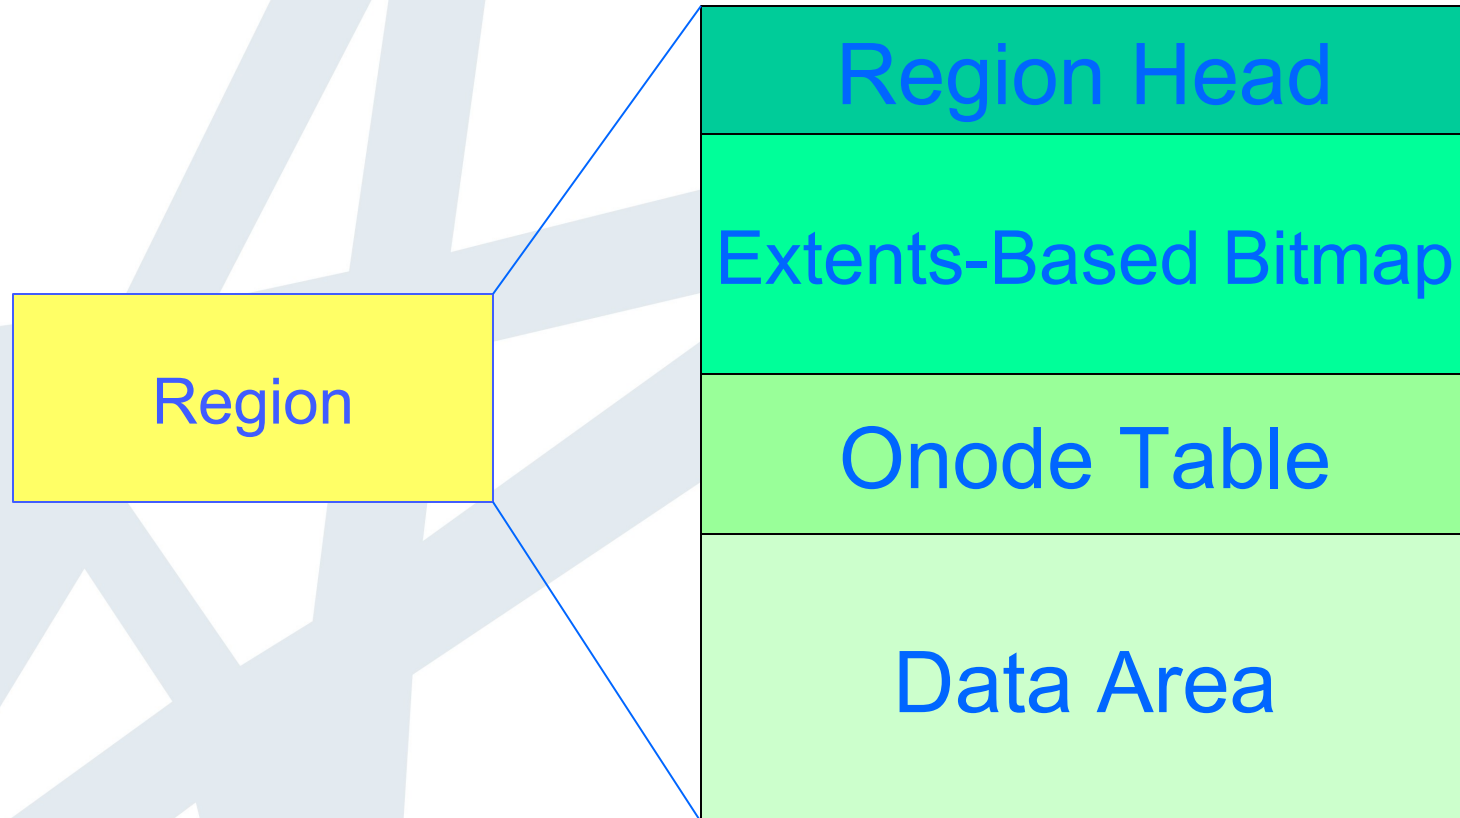 Region
Region Head
Extents-Based Bitmap
Onode Table
Data Area